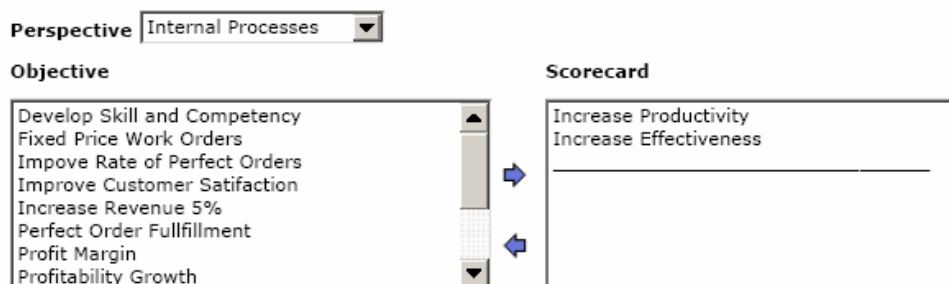 Perspective Internal Processes
Objective
Scorecard
Develop Skill and Competency
Fixed Price Work Orders
Impove Rate of Perfect Orders
Improve Customer Satifaction
Increase Revenue 5%
Perfect Order Fullfillment
Profit Margin
Profitability Growth
Increase Productivity
Increase Effectiveness